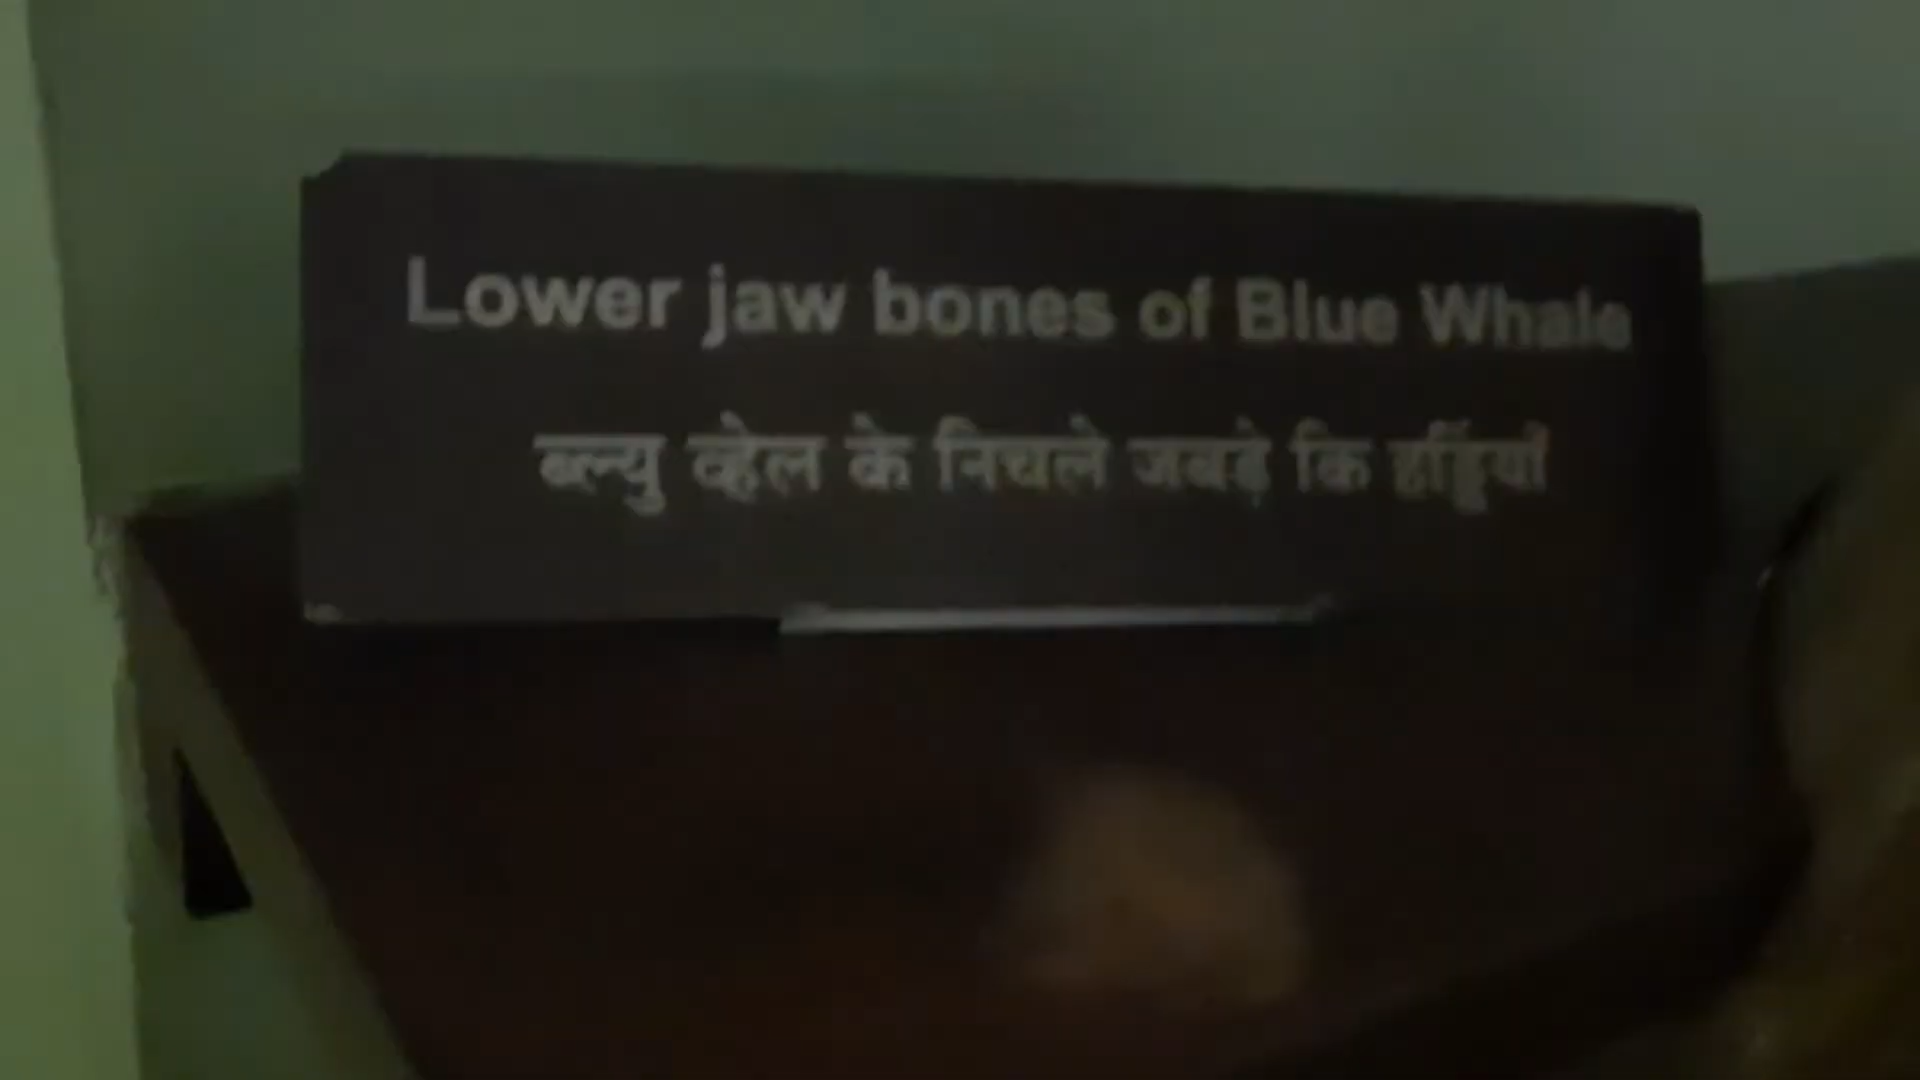 Lower jaw bones of Blue Whale
ब्ल्यु व्हेल के निचले जबड़े कि हड्डियाँ